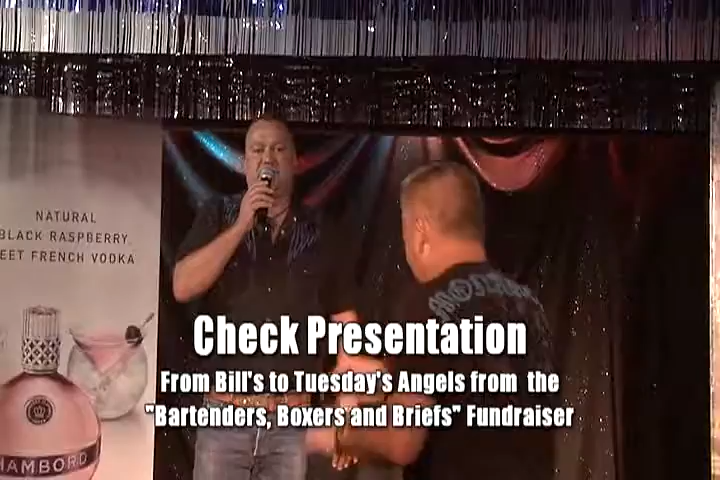 NATURAL
BLACK RASPBERRY
EET FRENCH VODKA
HAMBORD
Check Presentation
From Bill's to Tuesday's Angels from the
"Bartenders, Boxers and Briefs" Fundraiser